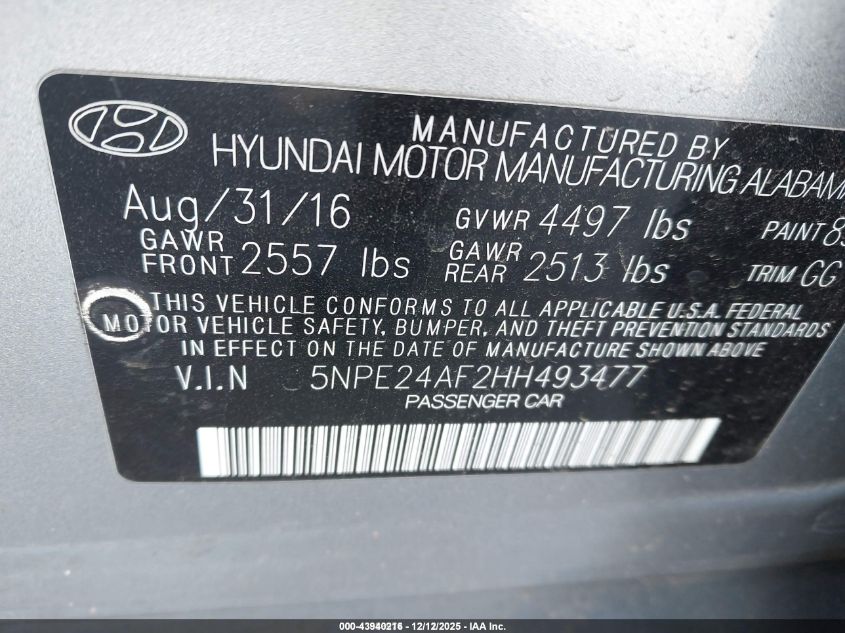 MANUFACTURED BY
HYUNDAI MOTOR MANUFACTURING
Aug/31/16 GVWR 4497 lbs PAINT
GAWR FRONT 2557 lbs GAWR REAR 2513 lbs TRIM GG
THIS VEHICLE CONFORMS TO ALL APPLICABLE U.S.A. FEDERAL
MOTOR VEHICLE SAFETY, BUMPER, AND THEFT PREVENTION STANDARDS
IN EFFECT ON THE DATE OF MANUFACTURE SHOWN ABOVE.
V.I.N 5NPE24AF2HH493477
PASSENGER CAR
000-43940216 - 12/12/2025 - IAA Inc.